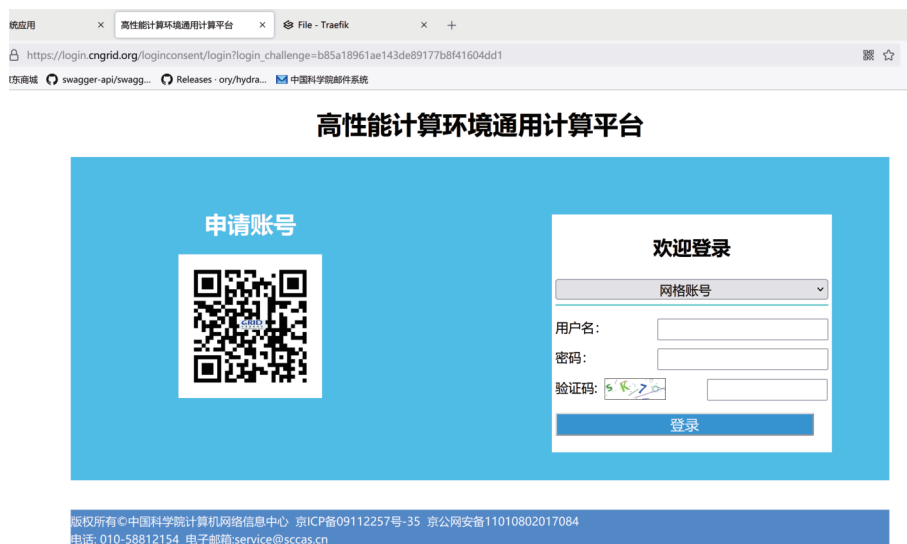 统应用 × 高性能计算环境通用计算平台 × File - Traefik × +
https://login.cngrid.org/loginconsent/login?login_challenge=b85a18961ae143de89177b8f41604dd1
东商城 swagger-api/swagg... Releases · ory/hydra... 中国科学院邮件系统
高性能计算环境通用计算平台
申请账号
GRID
欢迎登录
网格账号
用户名:
密码:
验证码:
登录
版权所有©中国科学院计算机网络信息中心 京ICP备09112257号-35 京公网安备11010802017084
电话: 010-58812154 电子邮箱:service@sccas.cn